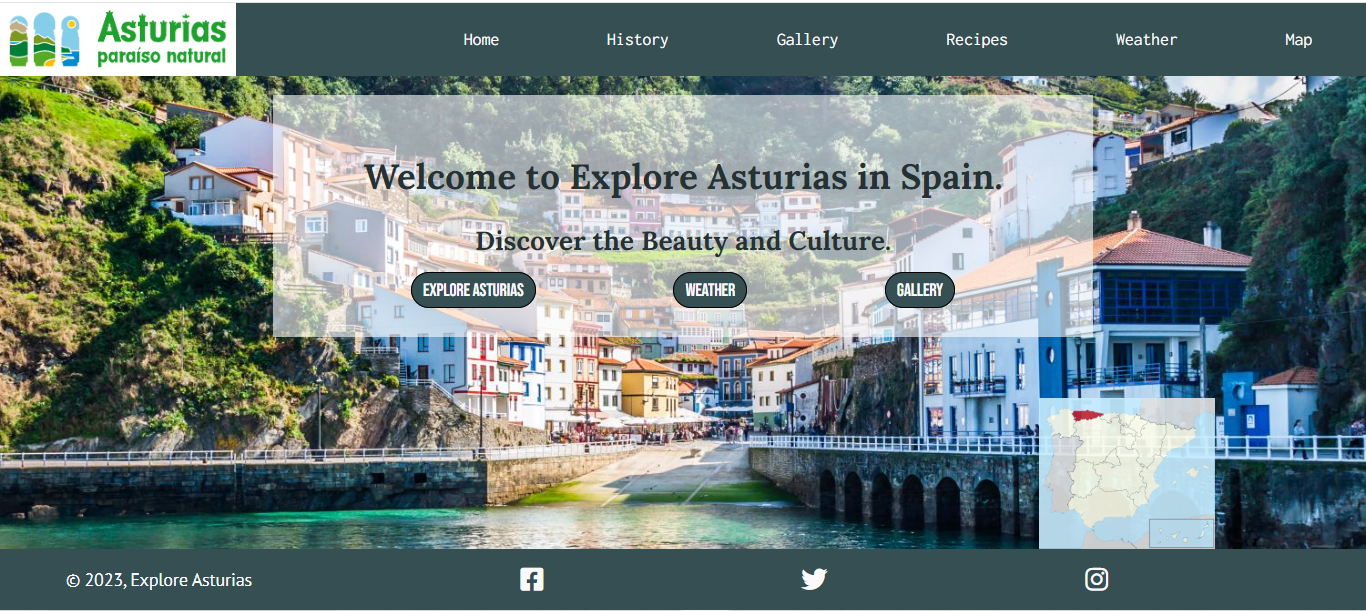 Asturias
paraíso natural
Home History Gallery Recipes Weather Map
Welcome to Explore Asturias in Spain.
Discover the Beauty and Culture.
EXPLORE ASTURIAS WEATHER GALLERY
© 2023, Explore Asturias